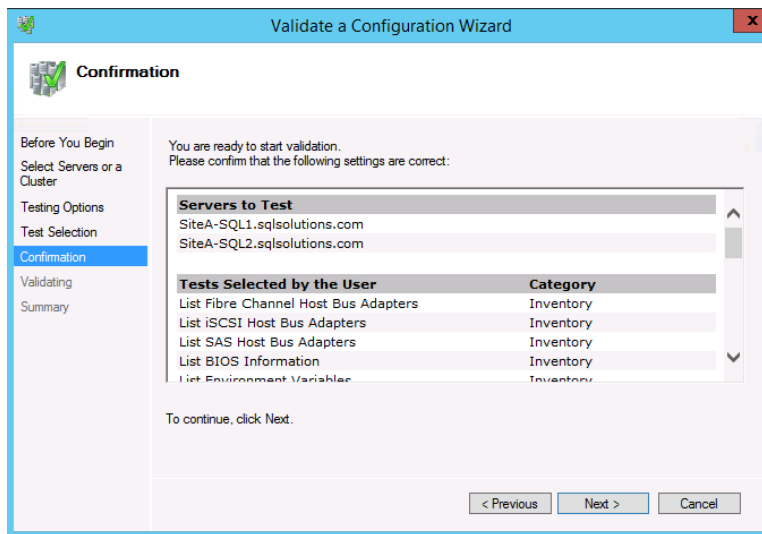 Validate a Configuration Wizard
x
Confirmation
Before You Begin
Select Servers or a
Cluster
Testing Options
Test Selection
Confirmation
Validating
Summary
You are ready to start validation.
Please confirm that the following settings are correct:
Servers to Test
SiteA-SQL1.sqlsolutions.com
SiteA-SQL2.sqlsolutions.com
Tests Selected by the User Category
List Fibre Channel Host Bus Adapters Inventory
List iSCSI Host Bus Adapters Inventory
List SAS Host Bus Adapters Inventory
List BIOS Information Inventory
List Environment Variables Inventory
To continue, click Next.
< Previous Next > Cancel